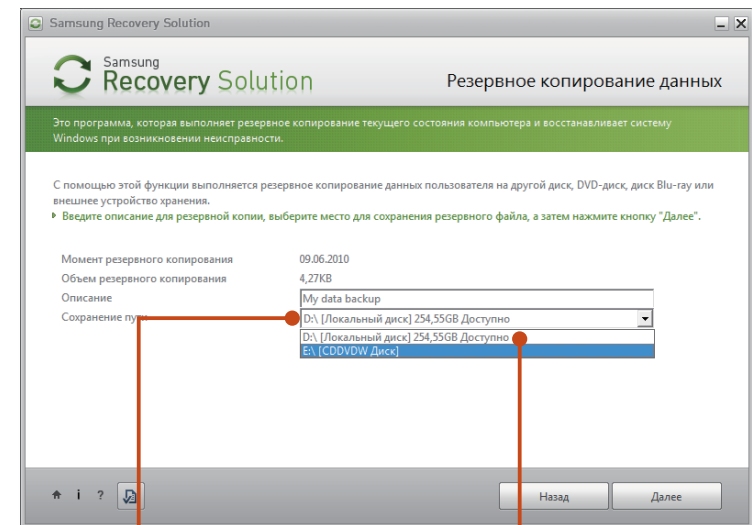 Samsung Recovery Solution
Samsung
Recovery Solution
Резервное копирование данных
Это программа, которая выполняет резервное копирование текущего состояния компьютера и восстанавливает систему
Windows при возникновении неисправности.
С помощью этой функции выполняется резервное копирование данных пользователя на другой диск, DVD-диск, диск Blu-ray или
внешнее устройство хранения.
Введите описание для резервной копии, выберите место для сохранения резервного файла, а затем нажмите кнопку "Далее".
Момент резервного копирования 09.06.2010
Объем резервного копирования 4,27KB
Описание My data backup
Сохранение пути D:\ [Локальный диск] 254,55GB Доступно
D:\ [Локальный диск] 254,55GB Доступно
E:\ [CDDVDW Диск]
i ? Назад Далее